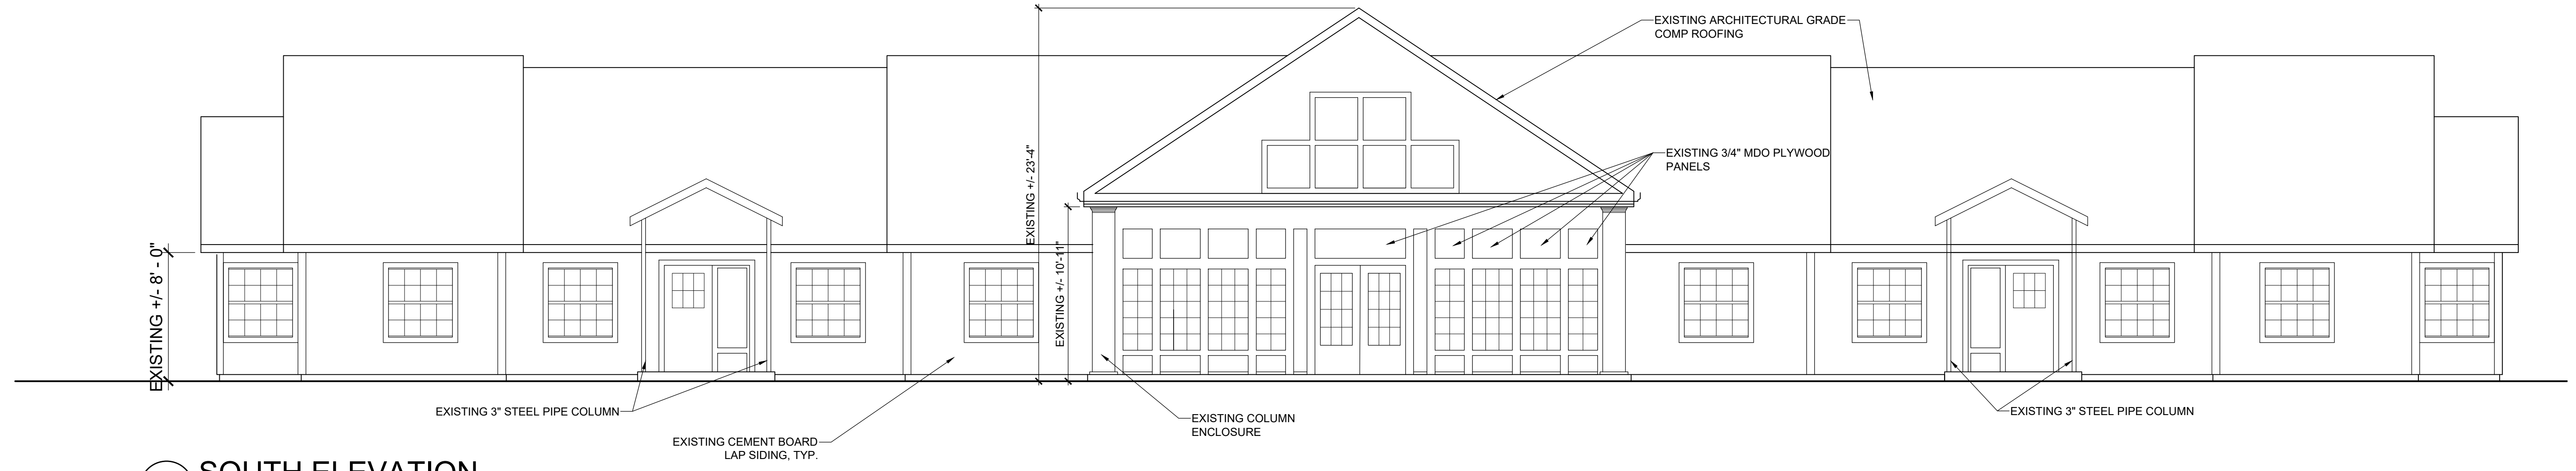 EXISTING ARCHITECTURAL GRADE
COMP ROOFING
EXISTING +/- 23'-4"
EXISTING 3/4" MDO PLYWOOD
PANELS
EXISTING +/- 8' - 0"
EXISTING +/- 10'-11"
EXISTING 3" STEEL PIPE COLUMN
EXISTING COLUMN
ENCLOSURE
EXISTING 3" STEEL PIPE COLUMN
EXISTING CEMENT BOARD
LAP SIDING, TYP.
SOUTH ELEVATION